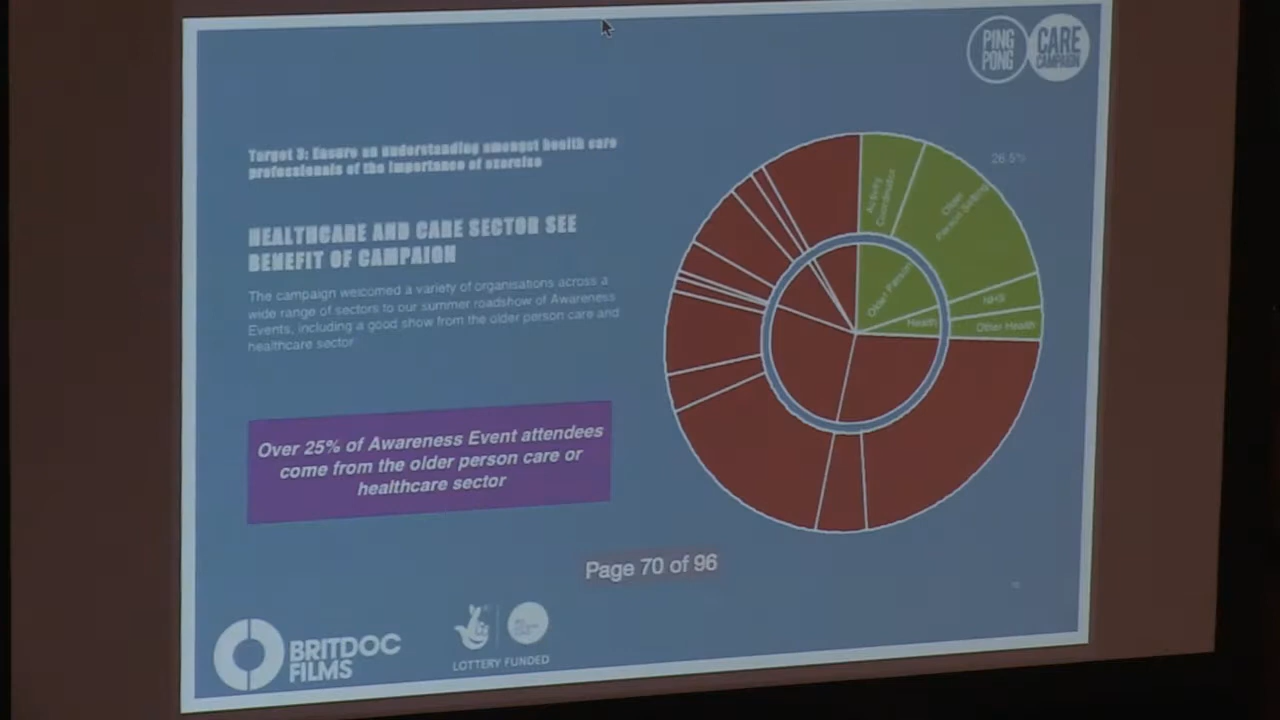 PING
PONG
CARE
CAMPAIGN
Target 3: Ensure an understanding amongst health care
professionals of the importance of exercise
HEALTHCARE AND CARE SECTOR SEE
BENEFIT OF CAMPAIGN
The campaign welcomed a variety of organisations across a
wide range of sectors to our summer roadshow of Awareness
Events, including a good show from the older person care and
healthcare sector
Over 25% of Awareness Event attendees
come from the older person care or
healthcare sector
26.5%
Activity
Coordinator
Older
Person Setting
NHS
Other Health
Older Person
Health
Page 70 of 96
BRITDOC
FILMS
LOTTERY FUNDED